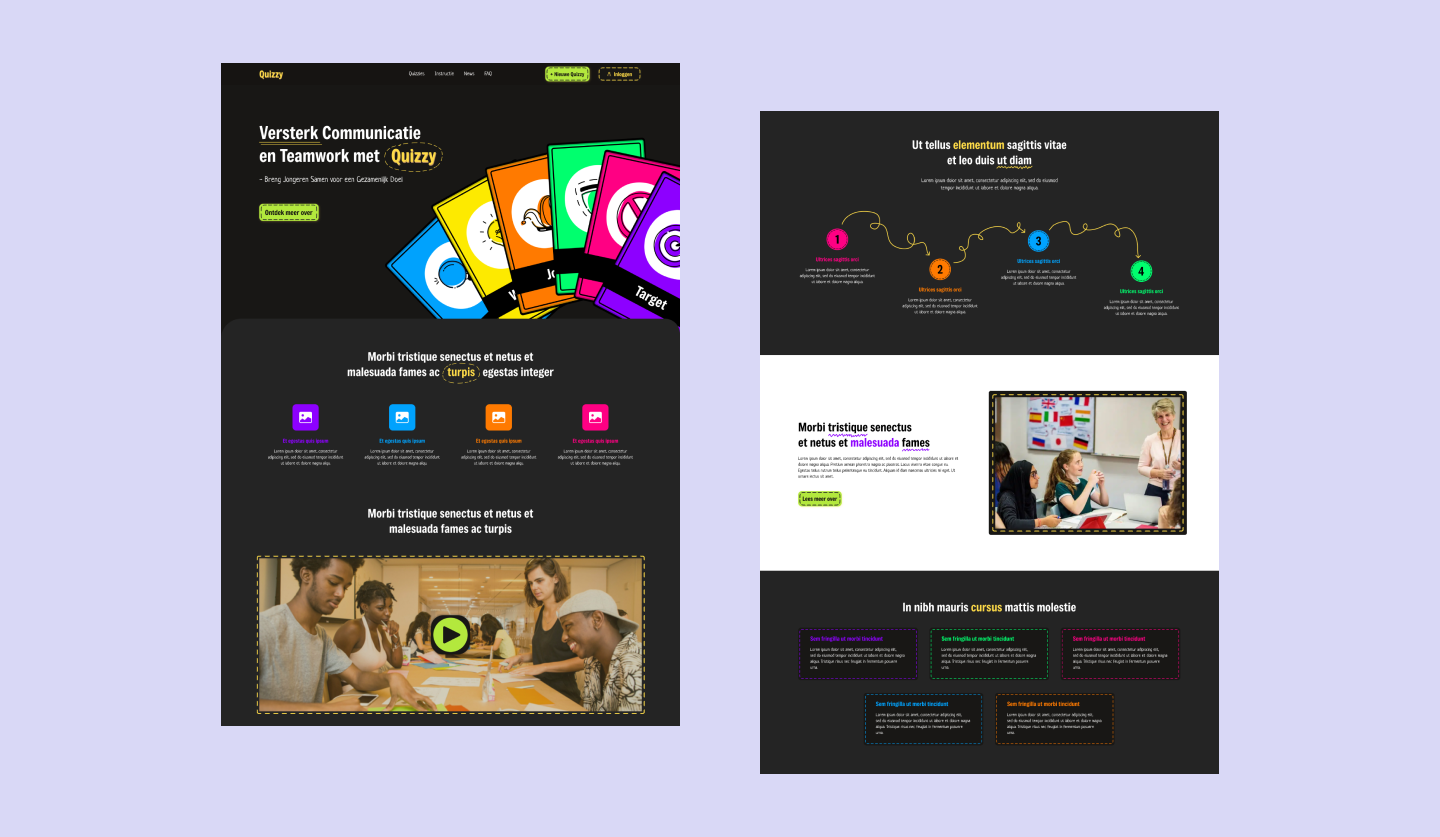 Quizzy
Quizzies Instructie News FAQ
+ Nieuwe Quizzy
Inloggen
Versterk Communicatie
en Teamwork met Quizzy
- Breng Jongeren Samen voor een Gezamenlijk Doel
Ontdek meer over
Target
Morbi tristique senectus et netus et
malesuada fames ac turpis egestas integer
Et egestas quis ipsum
Lorem ipsum dolor sit amet, consectetur
adipiscing elit, sed do eiusmod tempor incididunt
ut labore et dolore magna aliqu.
Et egestas quis ipsum
Lorem ipsum dolor sit amet, consectetur
adipiscing elit, sed do eiusmod tempor incididunt
ut labore et dolore magna aliqu.
Et egestas quis ipsum
Lorem ipsum dolor sit amet, consectetur
adipiscing elit, sed do eiusmod tempor incididunt
ut labore et dolore magna aliqu.
Et egestas quis ipsum
Lorem ipsum dolor sit amet, consectetur
adipiscing elit, sed do eiusmod tempor incididunt
ut labore et dolore magna aliqu.
Morbi tristique senectus et netus et
malesuada fames ac turpis
Ut tellus elementum sagittis vitae
et leo duis ut diam
Lorem ipsum dolor sit amet, consectetur adipiscing elit, sed do eiusmod
tempor incididunt ut labore et dolore magna aliqua.
1
Ultrices sagittis orci
Lorem ipsum dolor sit amet, consectetur
adipiscing elit, sed do eiusmod tempor incididunt
ut labore et dolore magna aliqua.
2
Ultrices sagittis orci
Lorem ipsum dolor sit amet, consectetur
adipiscing elit, sed do eiusmod tempor incididunt
ut labore et dolore magna aliqua.
3
Ultrices sagittis orci
Lorem ipsum dolor sit amet, consectetur
adipiscing elit, sed do eiusmod tempor incididunt
ut labore et dolore magna aliqua.
4
Ultrices sagittis orci
Lorem ipsum dolor sit amet, consectetur
adipiscing elit, sed do eiusmod tempor incididunt
ut labore et dolore magna aliqua.
Morbi tristique senectus
et netus et malesuada fames
Lorem ipsum dolor sit amet, consectetur adipiscing elit, sed do eiusmod tempor incididunt ut labore et
dolore magna aliqua. Pretium aenean pharetra magna ac placerat. Lacus viverra vitae congue eu.
Egestas tellus rutrum tellus pellentesque eu tincidunt. Aliquam id diam maecenas ultricies mi eget. Ut
ornare lectus sit amet.
Lees meer over
In nibh mauris cursus mattis molestie
Sem fringilla ut morbi tincidunt
Lorem ipsum dolor sit amet, consectetur adipiscing elit,
sed do eiusmod tempor incididunt ut labore et dolore magna
aliqua. Tristique risus nec feugiat in fermentum posuere
urna.
Sem fringilla ut morbi tincidunt
Lorem ipsum dolor sit amet, consectetur adipiscing elit,
sed do eiusmod tempor incididunt ut labore et dolore magna
aliqua. Tristique risus nec feugiat in fermentum posuere
urna.
Sem fringilla ut morbi tincidunt
Lorem ipsum dolor sit amet, consectetur adipiscing elit,
sed do eiusmod tempor incididunt ut labore et dolore magna
aliqua. Tristique risus nec feugiat in fermentum posuere
urna.
Sem fringilla ut morbi tincidunt
Lorem ipsum dolor sit amet, consectetur adipiscing elit,
sed do eiusmod tempor incididunt ut labore et dolore magna
aliqua. Tristique risus nec feugiat in fermentum posuere
urna.
Sem fringilla ut morbi tincidunt
Lorem ipsum dolor sit amet, consectetur adipiscing elit,
sed do eiusmod tempor incididunt ut labore et dolore magna
aliqua. Tristique risus nec feugiat in fermentum posuere
urna.